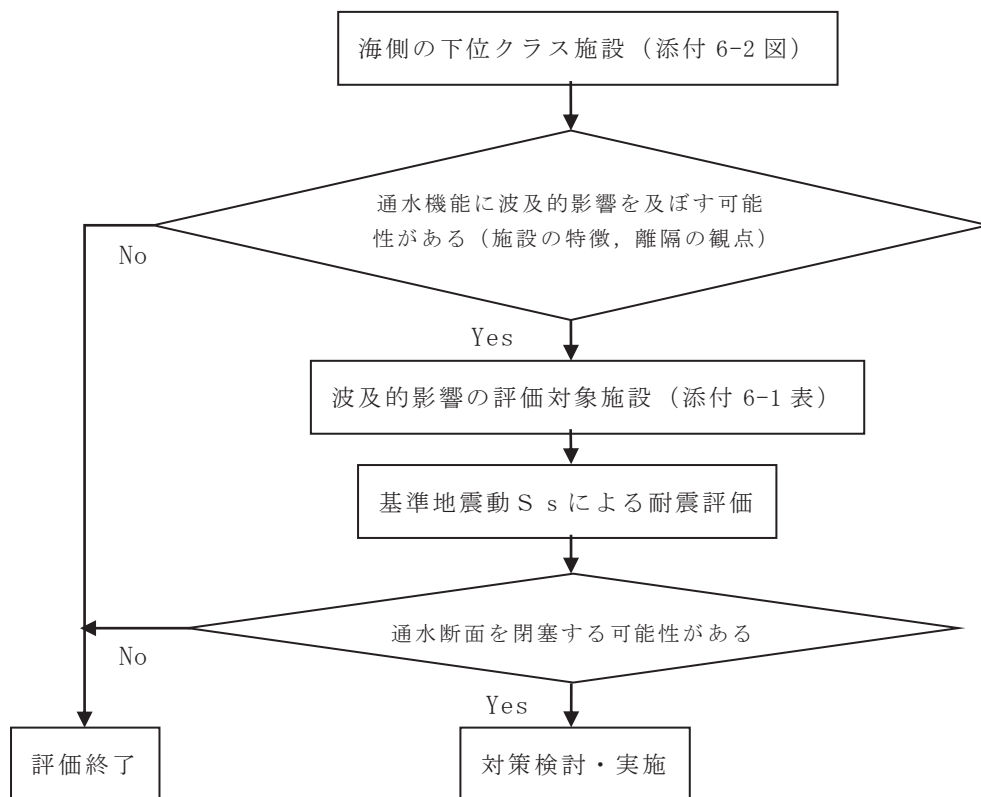 海側の下位クラス施設（添付 6-2 図）
通水機能に波及的影響を及ぼす可能
性がある（施設の特徴，離隔の観点）
No
Yes
波及的影響の評価対象施設（添付 6-1 表）
基準地震動Ｓｓによる耐震評価
通水断面を閉塞する可能性がある
No
Yes
評価終了
対策検討・実施